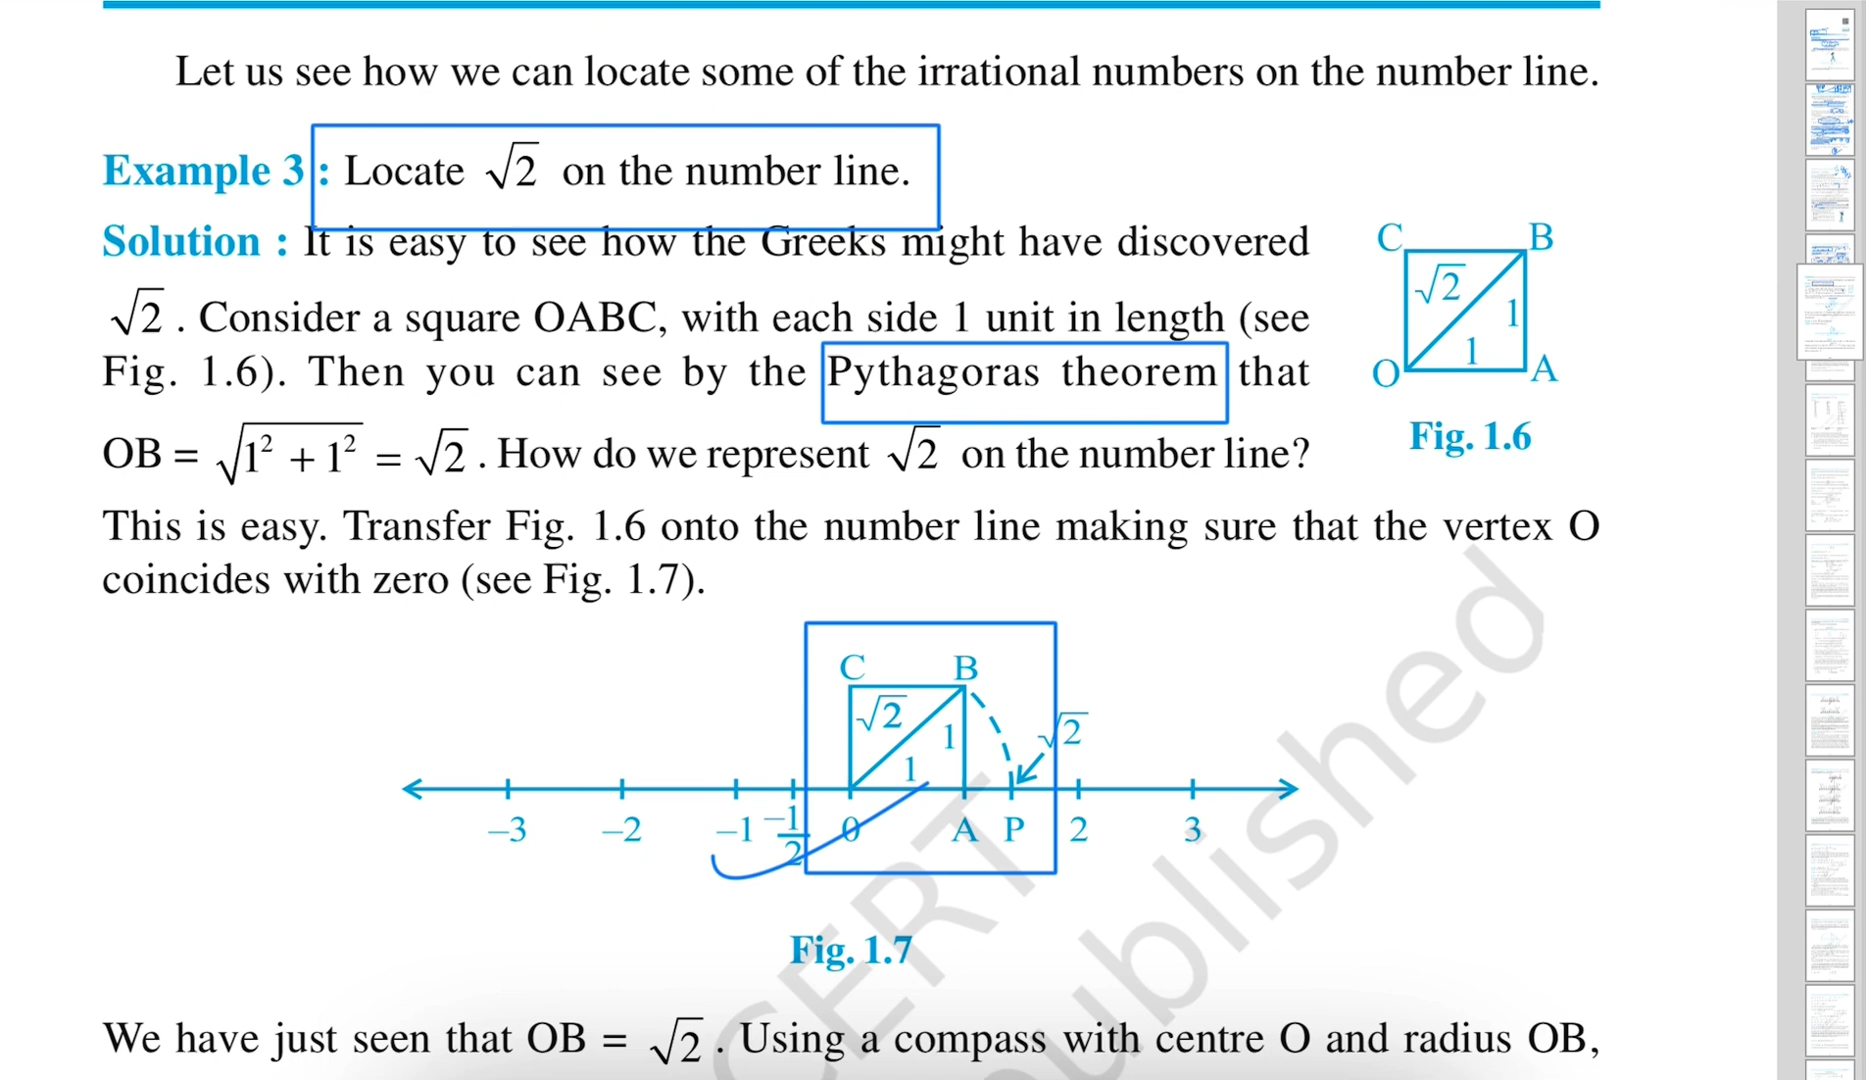 Let us see how we can locate some of the irrational numbers on the number line.
Example 3 : Locate √2 on the number line.
Solution : It is easy to see how the Greeks might have discovered
√2 . Consider a square OABC, with each side 1 unit in length (see
Fig. 1.6). Then you can see by the Pythagoras theorem that
OB = √(1² + 1²) = √2 . How do we represent √2 on the number line?
C B
√2 1
1
O A
Fig. 1.6
This is easy. Transfer Fig. 1.6 onto the number line making sure that the vertex O
coincides with zero (see Fig. 1.7).
C B
√2 1 √2
1
–3 –2 –1 –1/2 0 A P 2 3
Fig. 1.7
We have just seen that OB = √2 . Using a compass with centre O and radius OB,
CERT
ublished